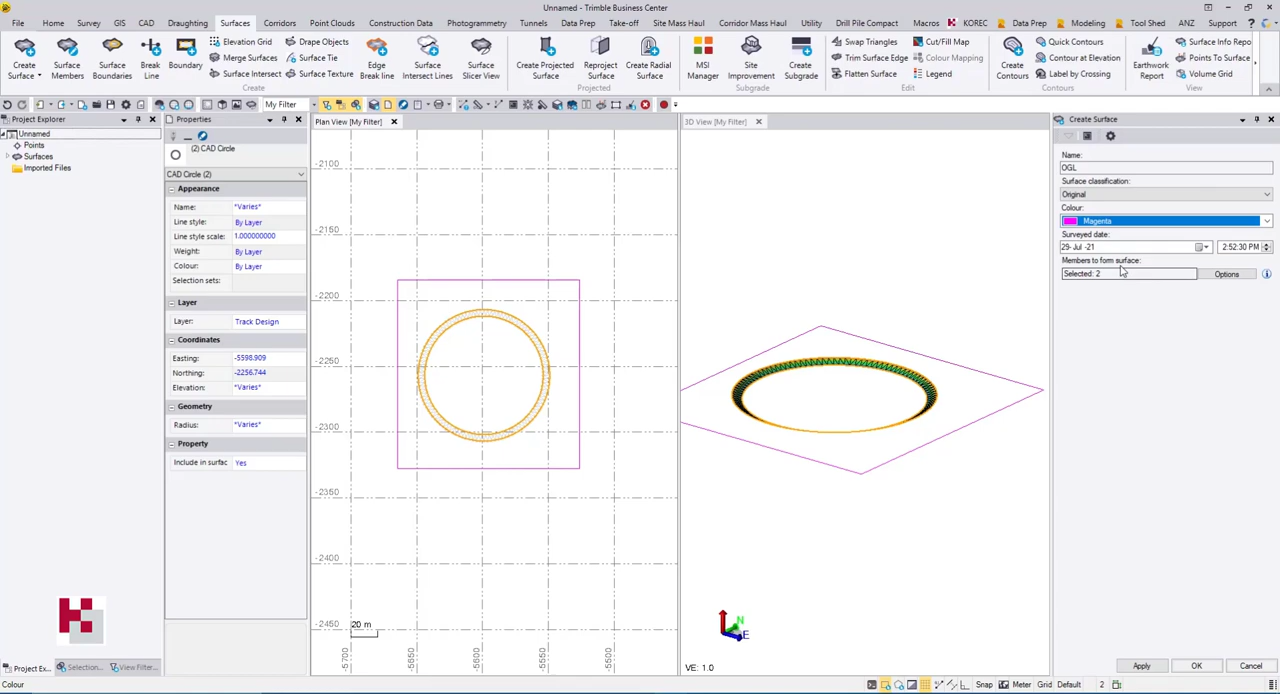 Unnamed - Trimble Business Center
File Home Survey GIS CAD Draughting Surfaces Corridors Point Clouds Construction Data Photogrammetry Tunnels Data Prep Take-off Site Mass Haul Corridor Mass Haul Utility Drill Pile Compact Macros KOREC Data Prep Modeling Tool Shed ANZ Support
Create Surface
Surface Members
Surface Boundaries
Break Line
Boundary
Elevation Grid
Merge Surfaces
Surface Intersect
Drape Objects
Surface Tie
Surface Texture
Edge Break line
Surface Intersect Lines
Surface Slicer View
Create Projected Surface
Reproject Surface
Create Radial Surface
MSI Manager
Site Improvement
Create Subgrade
Swap Triangles
Trim Surface Edge
Flatten Surface
Cut/Fill Map
Colour Mapping
Legend
Create Contours
Quick Contours
Contour at Elevation
Label by Crossing
Earthwork Report
Surface Info Repo
Points To Surface
Volume Grid
Create Projected Subgrade Edit Contours View
My Filter
Project Explorer
Unnamed
Points
Surfaces
Imported Files
Properties
(2) CAD Circle
CAD Circle (2)
Appearance
Name: *Varies*
Line style: By Layer
Line style scale: 1.000000000
Weight: By Layer
Colour: By Layer
Selection sets:
Layer
Layer: Track Design
Coordinates
Easting: -5598.909
Northing: -2256.744
Elevation: *Varies*
Geometry
Radius: *Varies*
Property
Include in surfac Yes
Plan View [My Filter]
-2100
-2150
-2200
-2250
-2300
-2350
-2400
-2450
20 m
-5700 -5650 -5600 -5550 -5500
3D View [My Filter]
N
E
VE: 1.0
Create Surface
Name:
OGL
Surface classification:
Original
Colour:
Magenta
Surveyed date:
29- Jul -21 2:52:30 PM
Members to form surface:
Selected: 2 Options
Apply OK Cancel
Project Ex... Selection... View Filter...
Colour
Snap Meter Grid Default 2